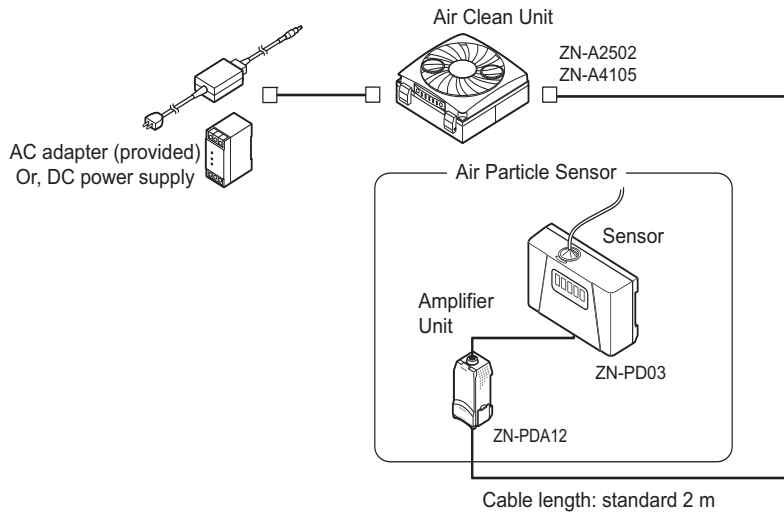 Air Clean Unit
ZN-A2502
ZN-A4105
AC adapter (provided)
Or, DC power supply
Air Particle Sensor
Sensor
Amplifier
Unit
ZN-PD03
ZN-PDA12
Cable length: standard 2 m